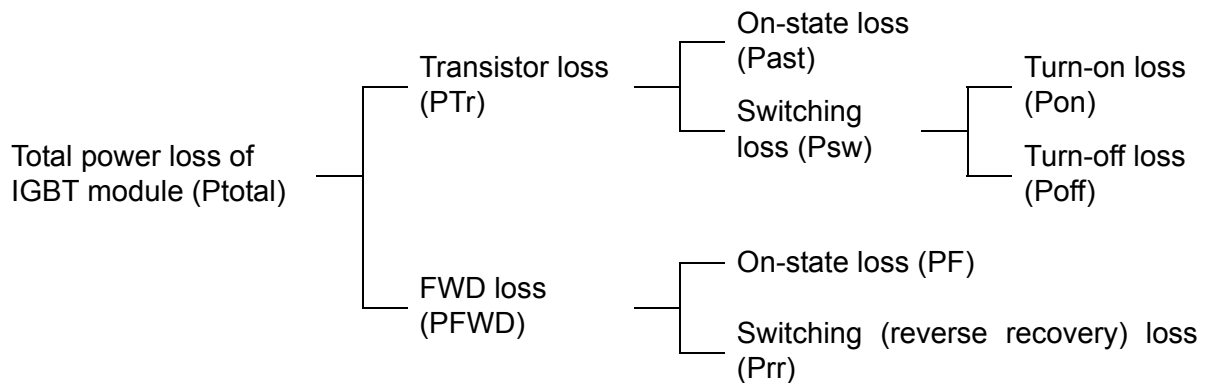 Total power loss of
IGBT module (Ptotal)
Transistor loss
(PTr)
On-state loss
(Past)
Switching
loss (Psw)
Turn-on loss
(Pon)
Turn-off loss
(Poff)
FWD loss
(PFWD)
On-state loss (PF)
Switching (reverse recovery) loss
(Prr)